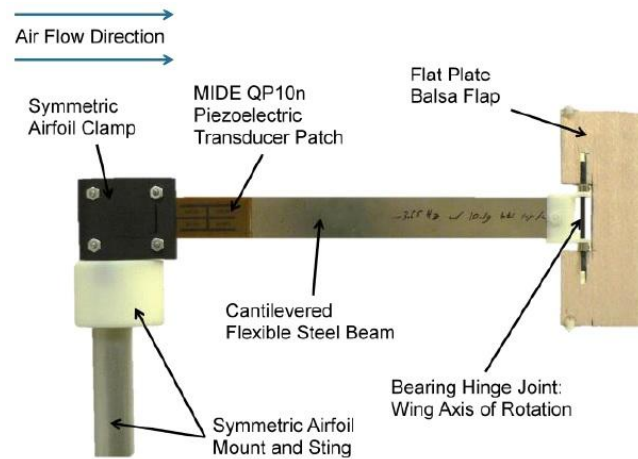 Air Flow Direction
Symmetric
Airfoil Clamp
MIDE QP10n
Piezoelectric
Transducer Patch
Flat Plate
Balsa Flap
Cantilevered
Flexible Steel Beam
Bearing Hinge Joint:
Wing Axis of Rotation
Symmetric Airfoil
Mount and Sting